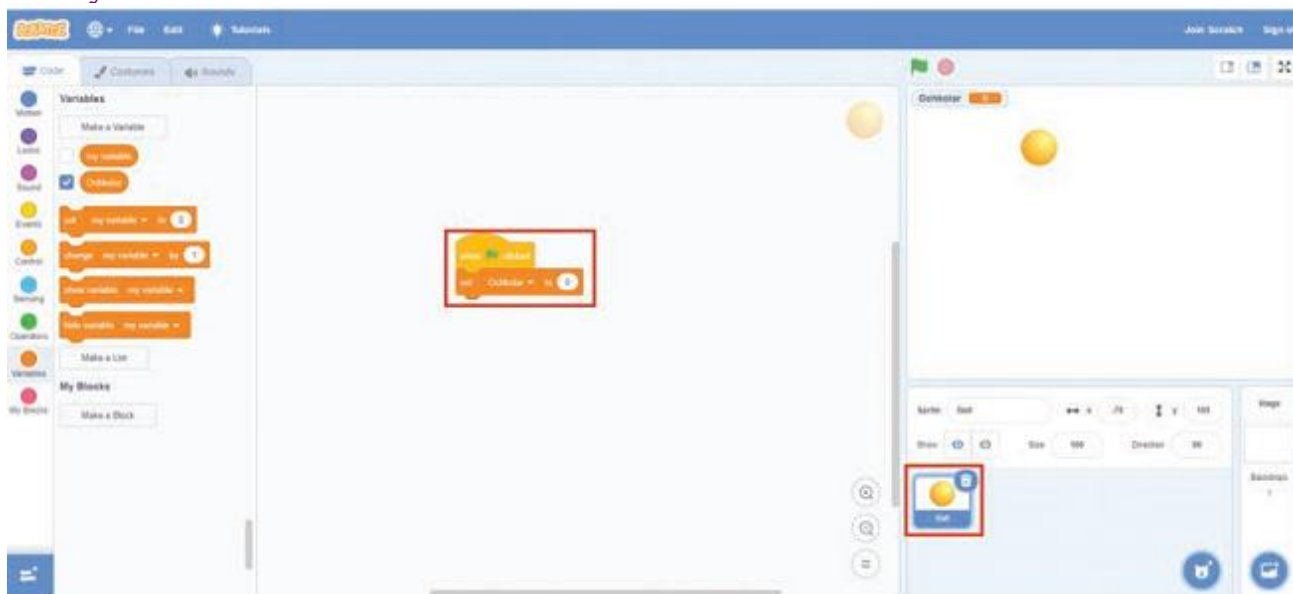 SCRATCH File Edit Tutorials Join Scratch
Code Costumes Sounds
Motion
Looks
Sound
Events
Control
Sensing
Operators
Variables
My Blocks
Variables
Make a Variable
my variable
set my variable to 0
change my variable by 1
show variable my variable
hide variable my variable
Make a List
My Blocks
Make a Block
when clicked
set to 0
Sprite Ball x y
Show Size 100 Direction 90
Ball
Stage